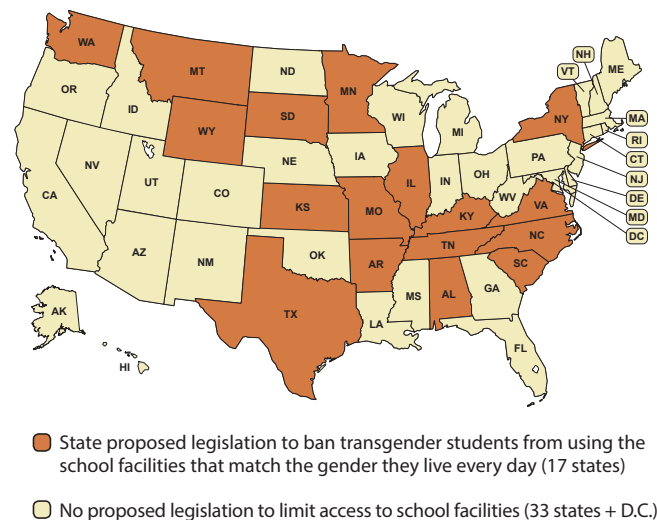 WA
MT
ND
MN
OR
ID
WY
SD
WI
MI
NY
VT
NH
ME
MA
RI
CT
NJ
DE
MD
DC
NV
UT
CO
NE
IA
IL
IN
OH
PA
WV
VA
CA
AZ
NM
KS
MO
KY
TN
NC
SC
OK
AR
MS
AL
GA
TX
LA
FL
AK
HI
State proposed legislation to ban transgender students from using the
school facilities that match the gender they live every day (17 states)
No proposed legislation to limit access to school facilities (33 states + D.C.)